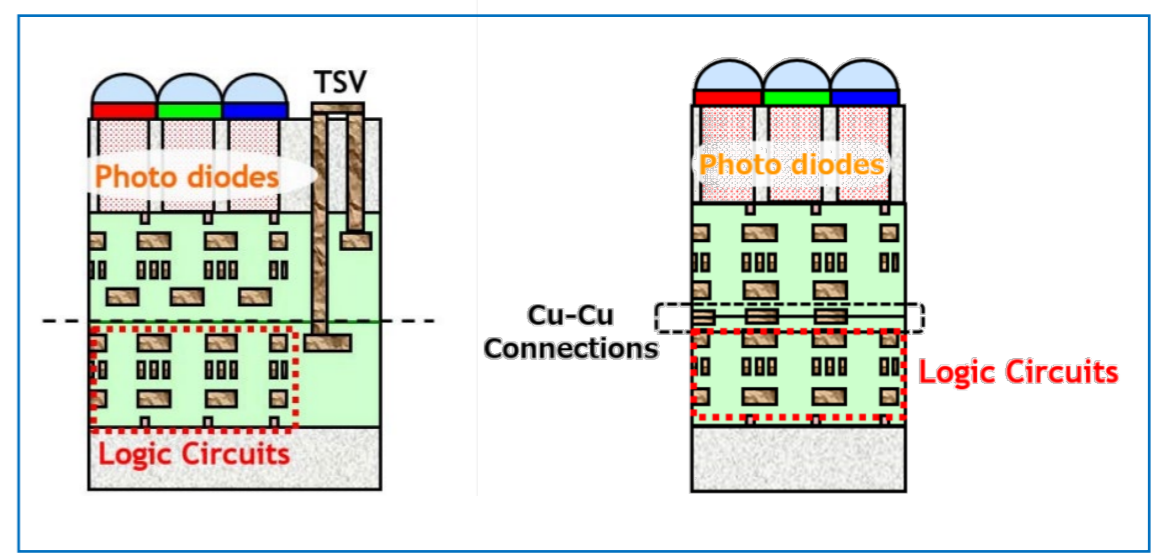 TSV
Photo diodes
Logic Circuits
Photo diodes
Cu-Cu
Connections
Logic Circuits